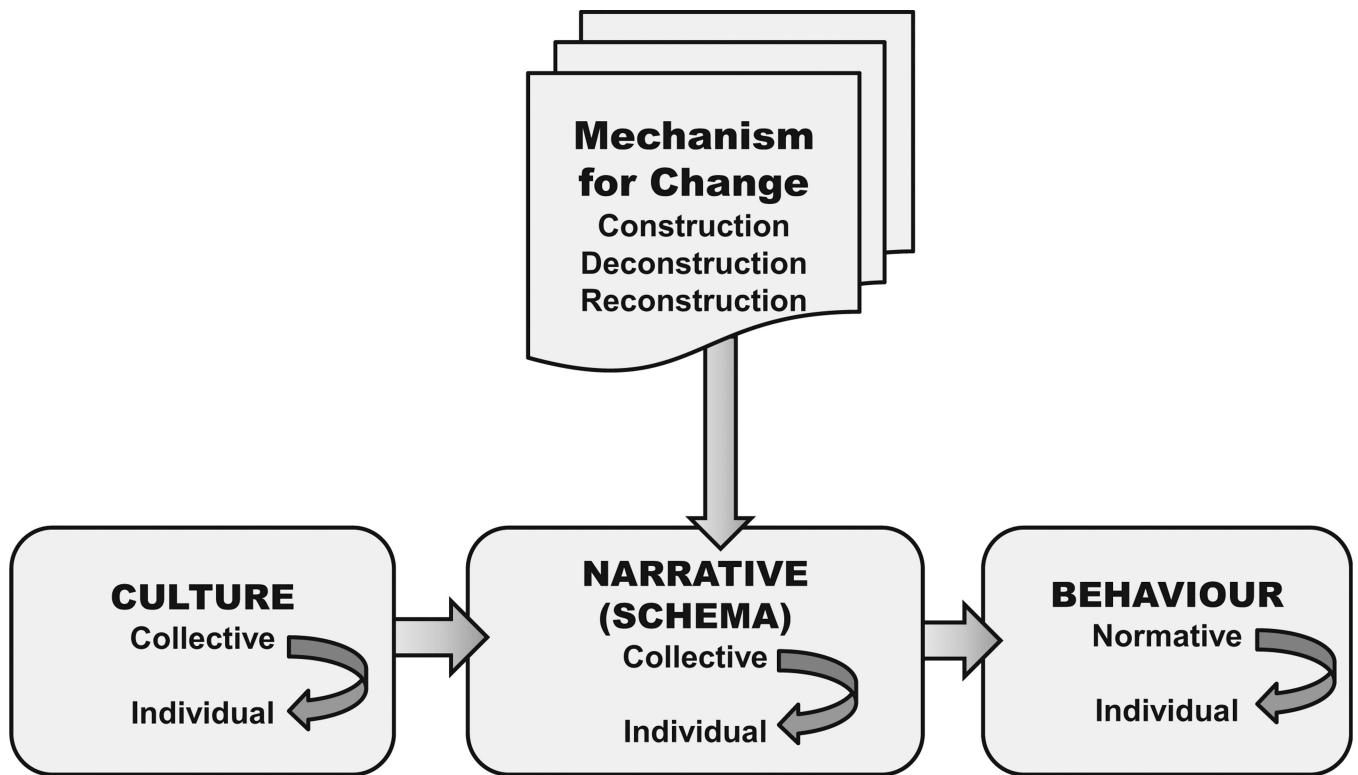 Mechanism
for Change
Construction
Deconstruction
Reconstruction
CULTURE
Collective
Individual
NARRATIVE
(SCHEMA)
Collective
Individual
BEHAVIOUR
Normative
Individual